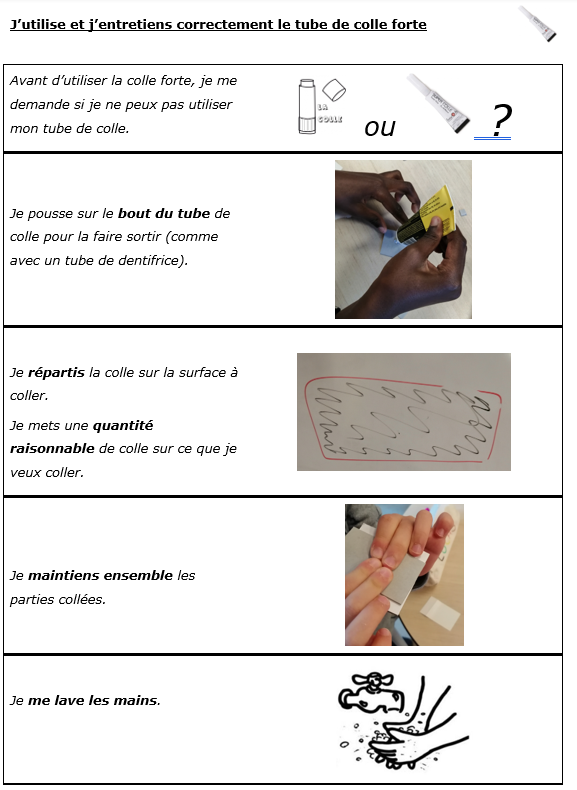 J’utilise et j’entretiens correctement le tube de colle forte
Avant d’utiliser la colle forte, je me
demande si je ne peux pas utiliser
mon tube de colle.
LA
COLLE
ou
?
Je pousse sur le bout du tube de
colle pour la faire sortir (comme
avec un tube de dentifrice).
Je répartis la colle sur la surface à
coller.
Je mets une quantité
raisonnable de colle sur ce que je
veux coller.
Je maintiens ensemble les
parties collées.
Je me lave les mains.